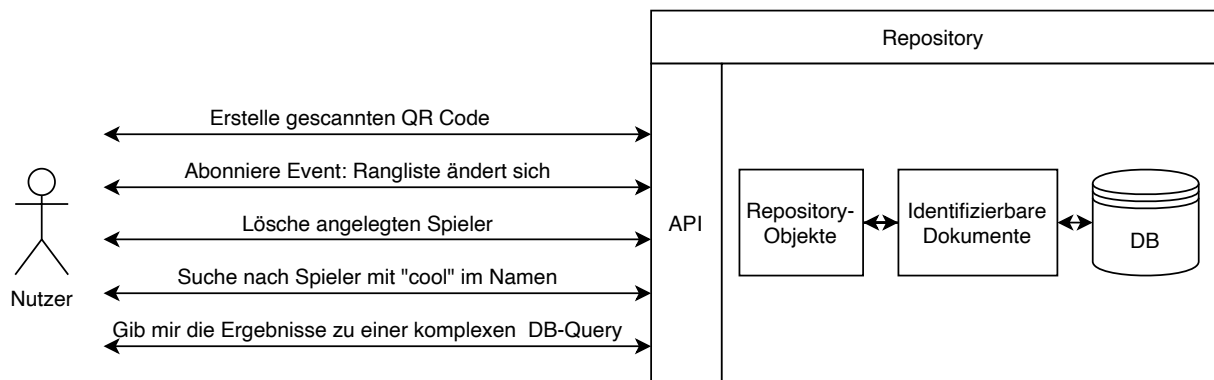 Repository
Erstelle gescannten QR Code
Abonniere Event: Rangliste ändert sich
Lösche angelegten Spieler
Suche nach Spieler mit "cool" im Namen
Gib mir die Ergebnisse zu einer komplexen DB-Query
Nutzer
API
Repository-
Objekte
Identifizierbare
Dokumente
DB